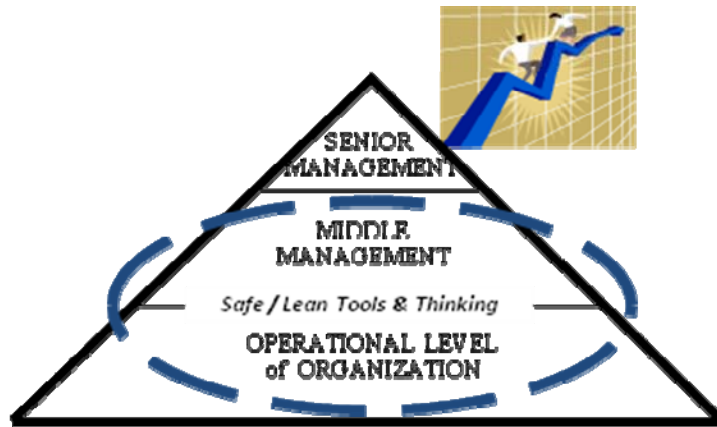 SENIOR
MANAGEMENT
MIDDLE
MANAGEMENT
Safe / Lean Tools & Thinking
OPERATIONAL LEVEL
of ORGANIZATION